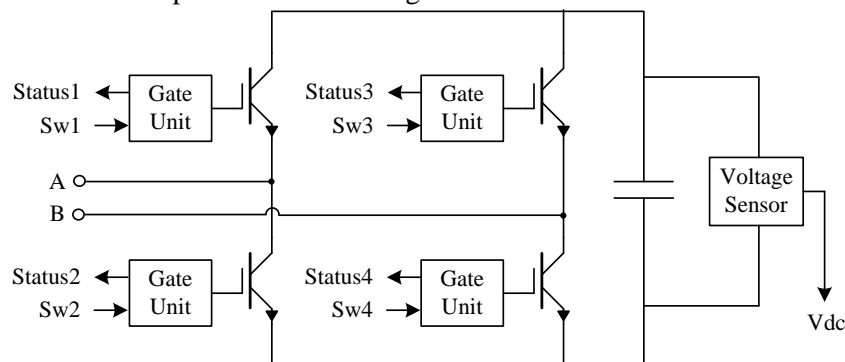 Status1
Gate
Unit
Sw1
Status3
Gate
Unit
Sw3
A
B
Voltage
Sensor
Status2
Gate
Unit
Sw2
Status4
Gate
Unit
Sw4
Vdc